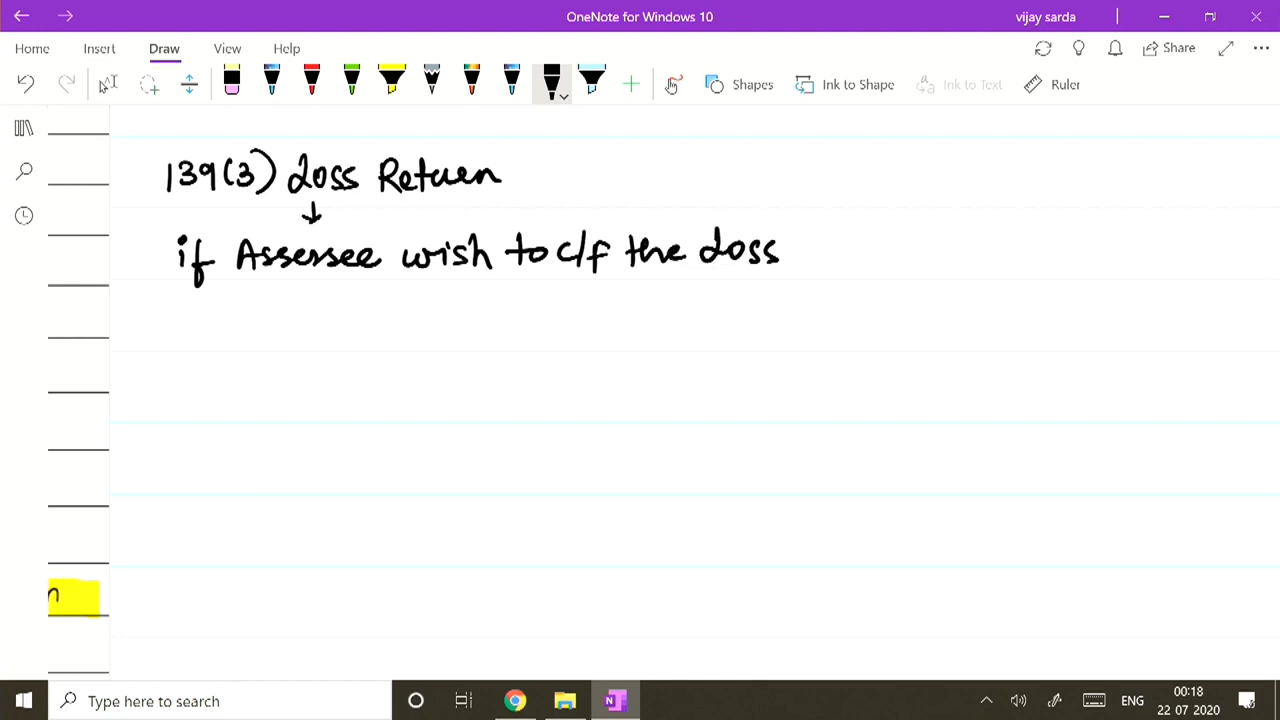 OneNote for Windows 10
vijay sarda
Home Insert Draw View Help
Share
Shapes Ink to Shape Ink to Text Ruler
139(3) Loss Return
if Assessee wish to c/f the Loss
n
Type here to search
ENG
00:18
22 07 2020